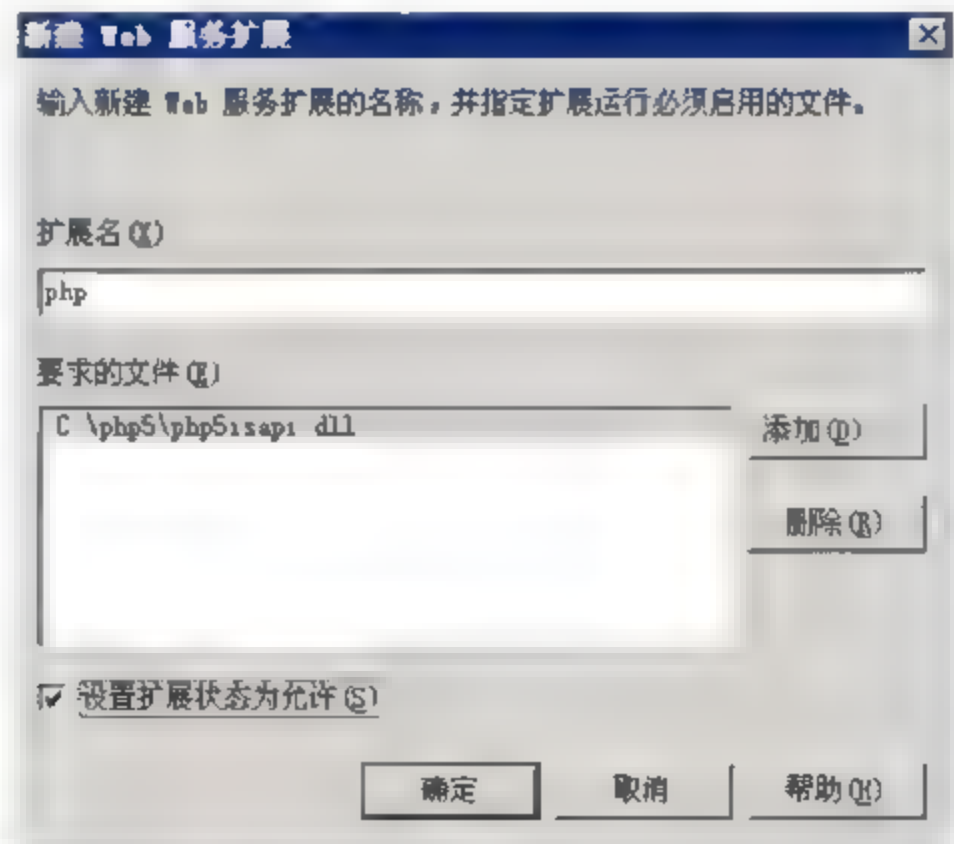 新建 Web 服务扩展
输入新建 Web 服务扩展的名称，并指定扩展运行必须启用的文件。
扩展名(X)
php
要求的文件(E)
C \php5\php5isapi dll
添加(D)
删除(R)
设置扩展状态为允许(S)
确定
取消
帮助(H)